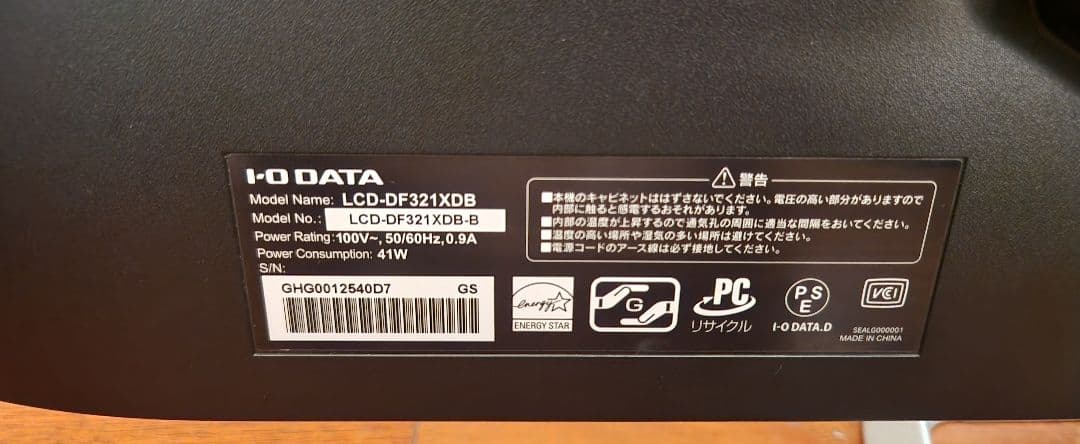 I-O DATA
Model Name: LCD-DF321XDB
Model No.: LCD-DF321XDB-B
Power Rating:100V~, 50/60Hz, 0.9A
Power Consumption: 41W
S/N:
GHG0012540D7 GS
⚠警告
■本機のキャビネットははずさないでください。電圧の高い部分がありますので
内部に触ると感電するおそれがあります。
■内部の温度が上昇するので通気孔の周囲に適当な間隔をおいてください。
■温度の高い場所や湿気の多い場所は避けてください。
■電源コードのアース線は必ず接地してください。
energy
ENERGY STAR
G
PC
リサイクル
PS
E
I-O DATA.D
VCI
SEALG000001
MADE IN CHINA